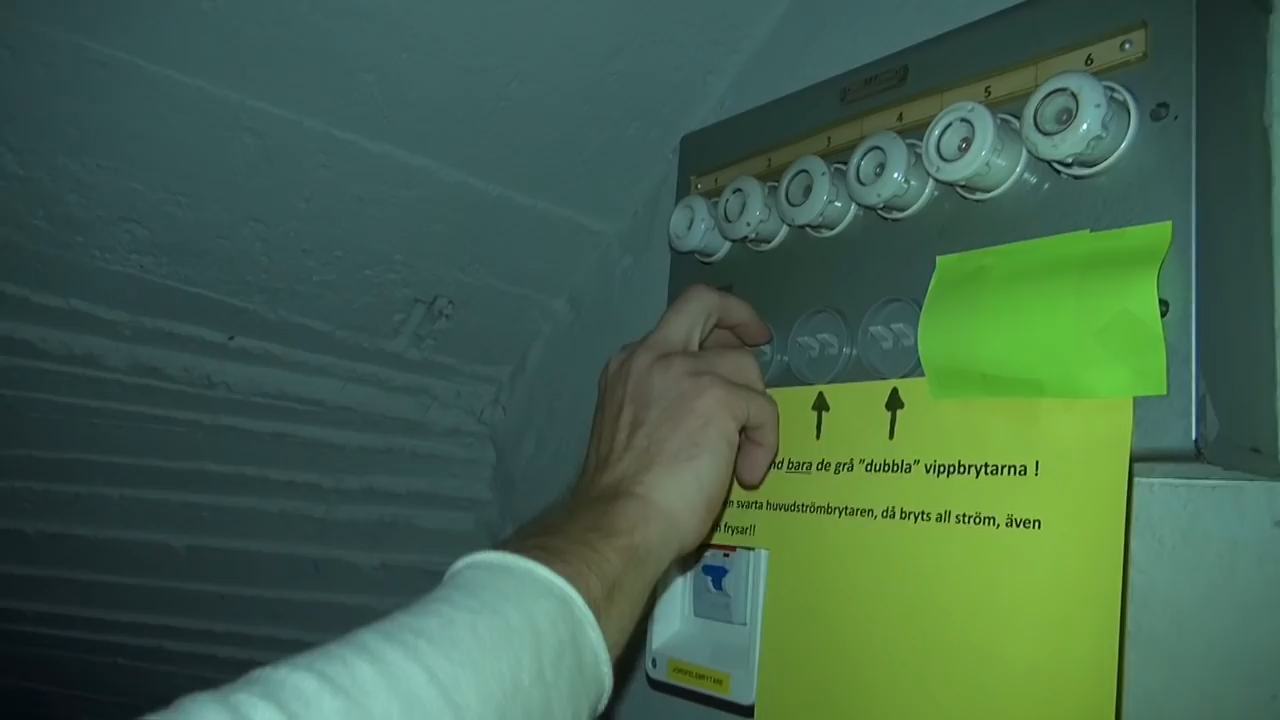 1 2 3 4 5 6
nd bara de grå ”dubbla” vippbrytarna !
n svarta huvudströmbrytaren, då bryts all ström, även
frysar!!
JORDFELSBRYTARE